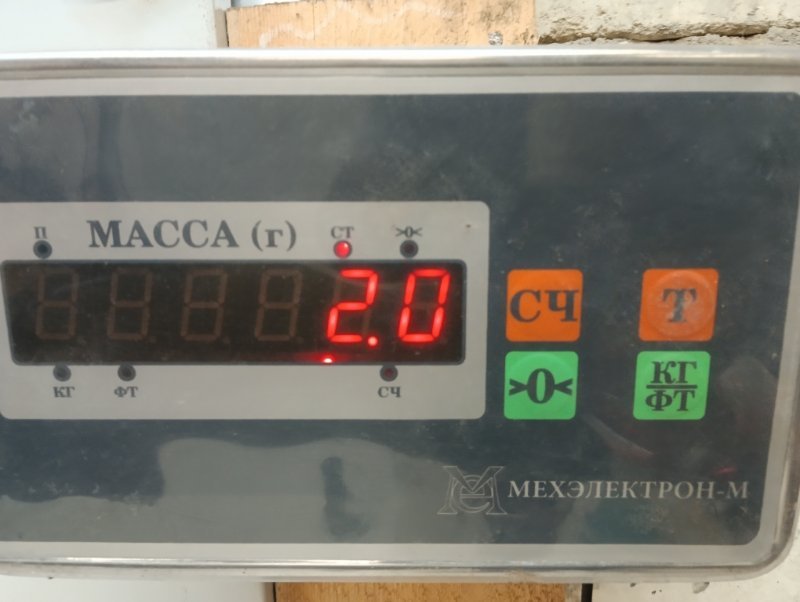 П МАССА (г) СТ >0<
2.0
КГ ФТ СЧ
СЧ Т
>0< КГ
ФТ
МЕХЭЛЕКТРОН-М